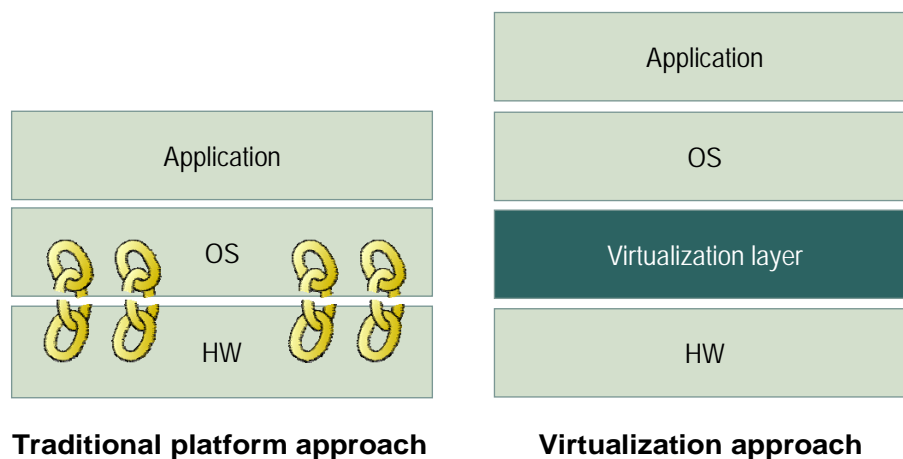 Application
OS
HW
Traditional platform approach
Application
OS
Virtualization layer
HW
Virtualization approach